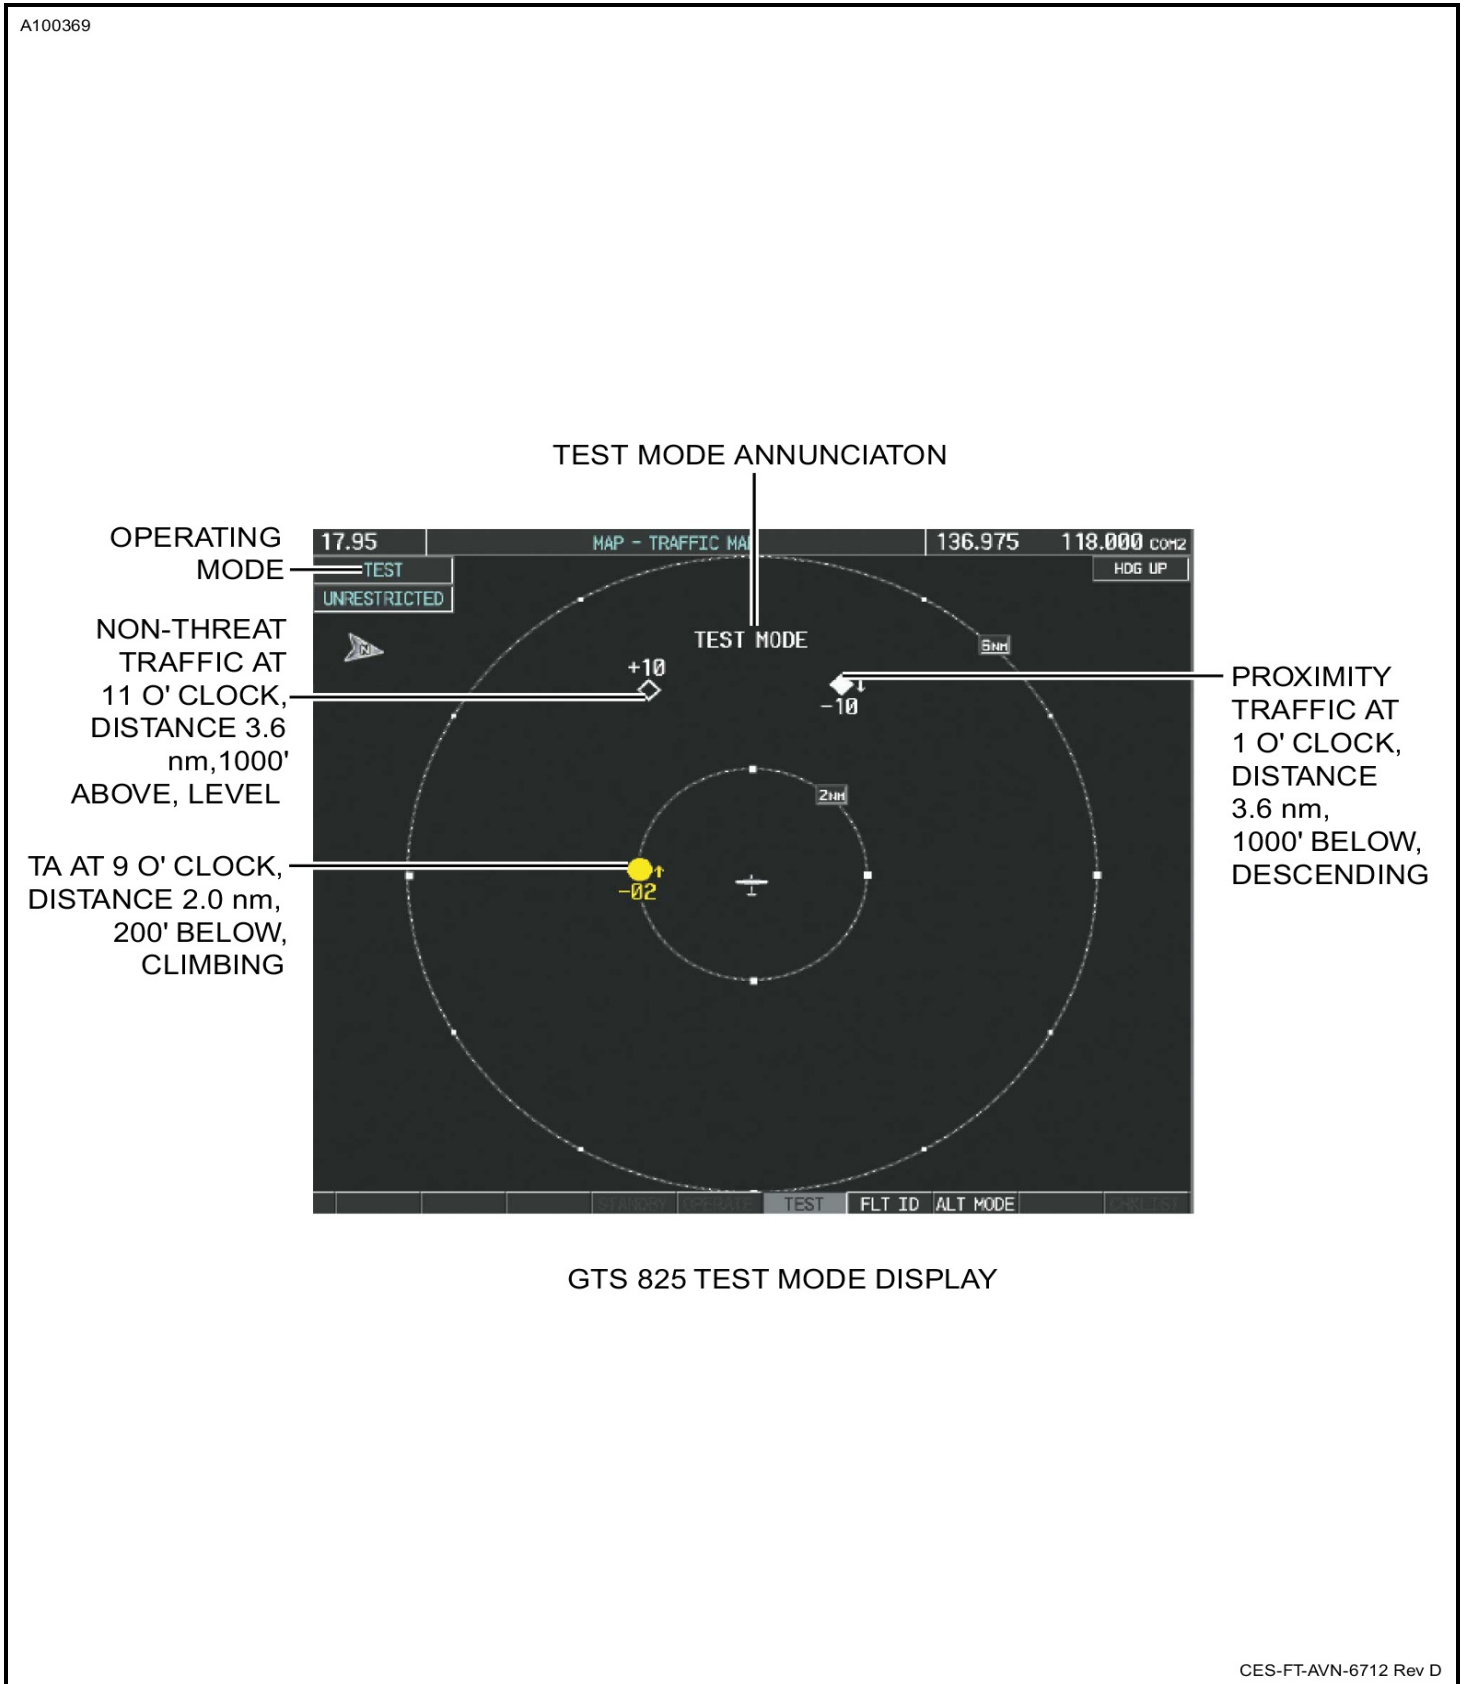 A100369
TEST MODE ANNUNCIATON
OPERATING
MODE
17.95
MAP - TRAFFIC MAP
136.975
118.000 COM2
TEST
HDG UP
UNRESTRICTED
NON-THREAT
TRAFFIC AT
11 O' CLOCK,
DISTANCE 3.6
nm,1000'
ABOVE, LEVEL
N
TEST MODE
6NM
+10
-10
PROXIMITY
TRAFFIC AT
1 O' CLOCK,
DISTANCE
3.6 nm,
1000' BELOW,
DESCENDING
2NM
TA AT 9 O' CLOCK,
DISTANCE 2.0 nm,
200' BELOW,
CLIMBING
-02
STANDBY
OPERATE
TEST
FLT ID
ALT MODE
CHKLIST
GTS 825 TEST MODE DISPLAY
CES-FT-AVN-6712 Rev D